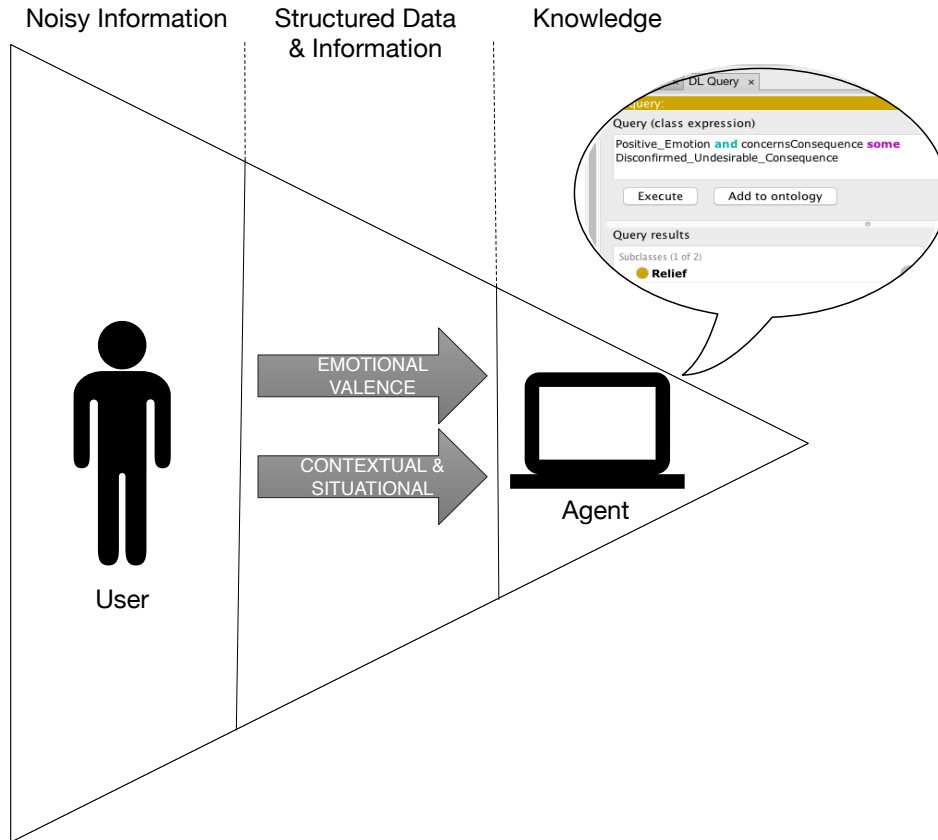 Noisy Information
Structured Data
& Information
Knowledge
DL Query ×
query:
Query (class expression)
Positive_Emotion and concernsConsequence some
Disconfirmed_Undesirable_Consequence
Execute
Add to ontology
Query results
Subclasses (1 of 2)
Relief
EMOTIONAL
VALENCE
CONTEXTUAL &
SITUATIONAL
Agent
User